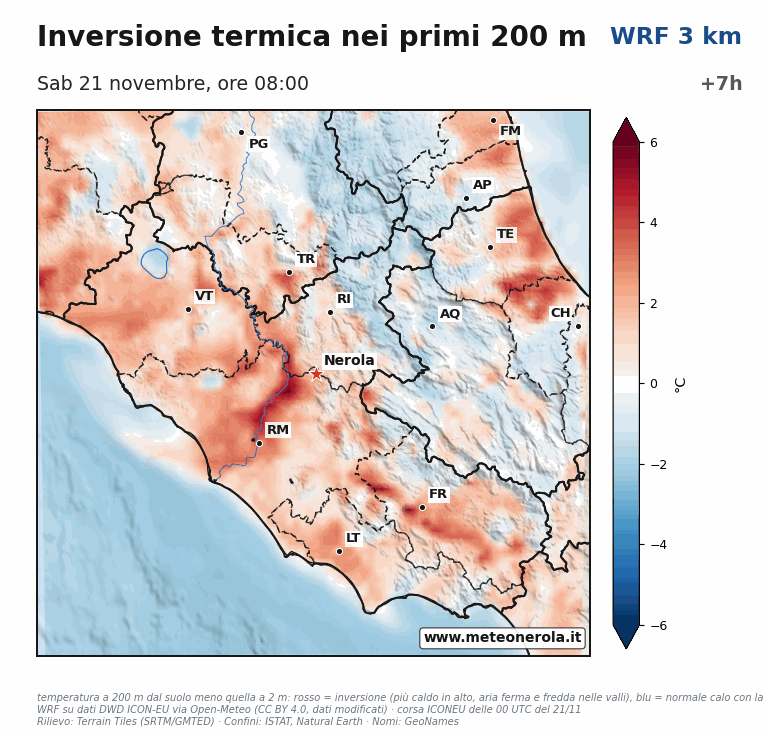 Inversione termica nei primi 200 m
WRF 3 km
Sab 21 novembre, ore 08:00
+7h
FM
PG
AP
TE
TR
VT
RI
AQ
CH
Nerola
RM
FR
LT
6
4
2
0
−2
−4
−6
°C
www.meteonerola.it
temperatura a 200 m dal suolo meno quella a 2 m: rosso = inversione (più caldo in alto, aria ferma e fredda nelle valli), blu = normale calo con la
WRF su dati DWD ICON-EU via Open-Meteo (CC BY 4.0, dati modificati) · corsa ICONEU delle 00 UTC del 21/11
Rilievo: Terrain Tiles (SRTM/GMTED) · Confini: ISTAT, Natural Earth · Nomi: GeoNames